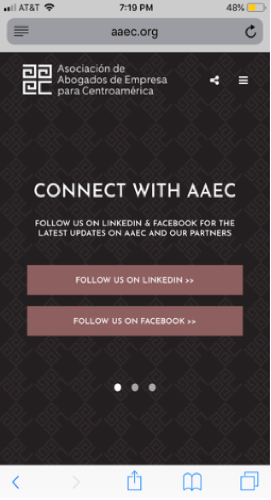 AT&T 7:19 PM 48%
aaec.org
Asociación de
Abogados de Empresa
para Centroamérica
CONNECT WITH AAEC
FOLLOW US ON LINKEDIN & FACEBOOK FOR THE
LATEST UPDATES ON AAEC AND OUR PARTNERS
FOLLOW US ON LINKEDIN >>
FOLLOW US ON FACEBOOK >>